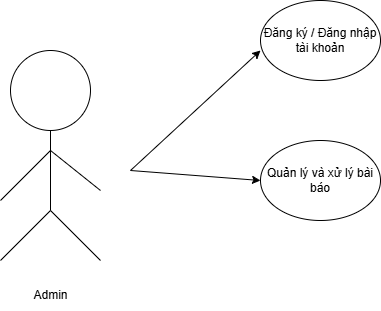 Đăng ký / Đăng nhập
tài khoản
Quản lý và xử lý bài
báo
Admin